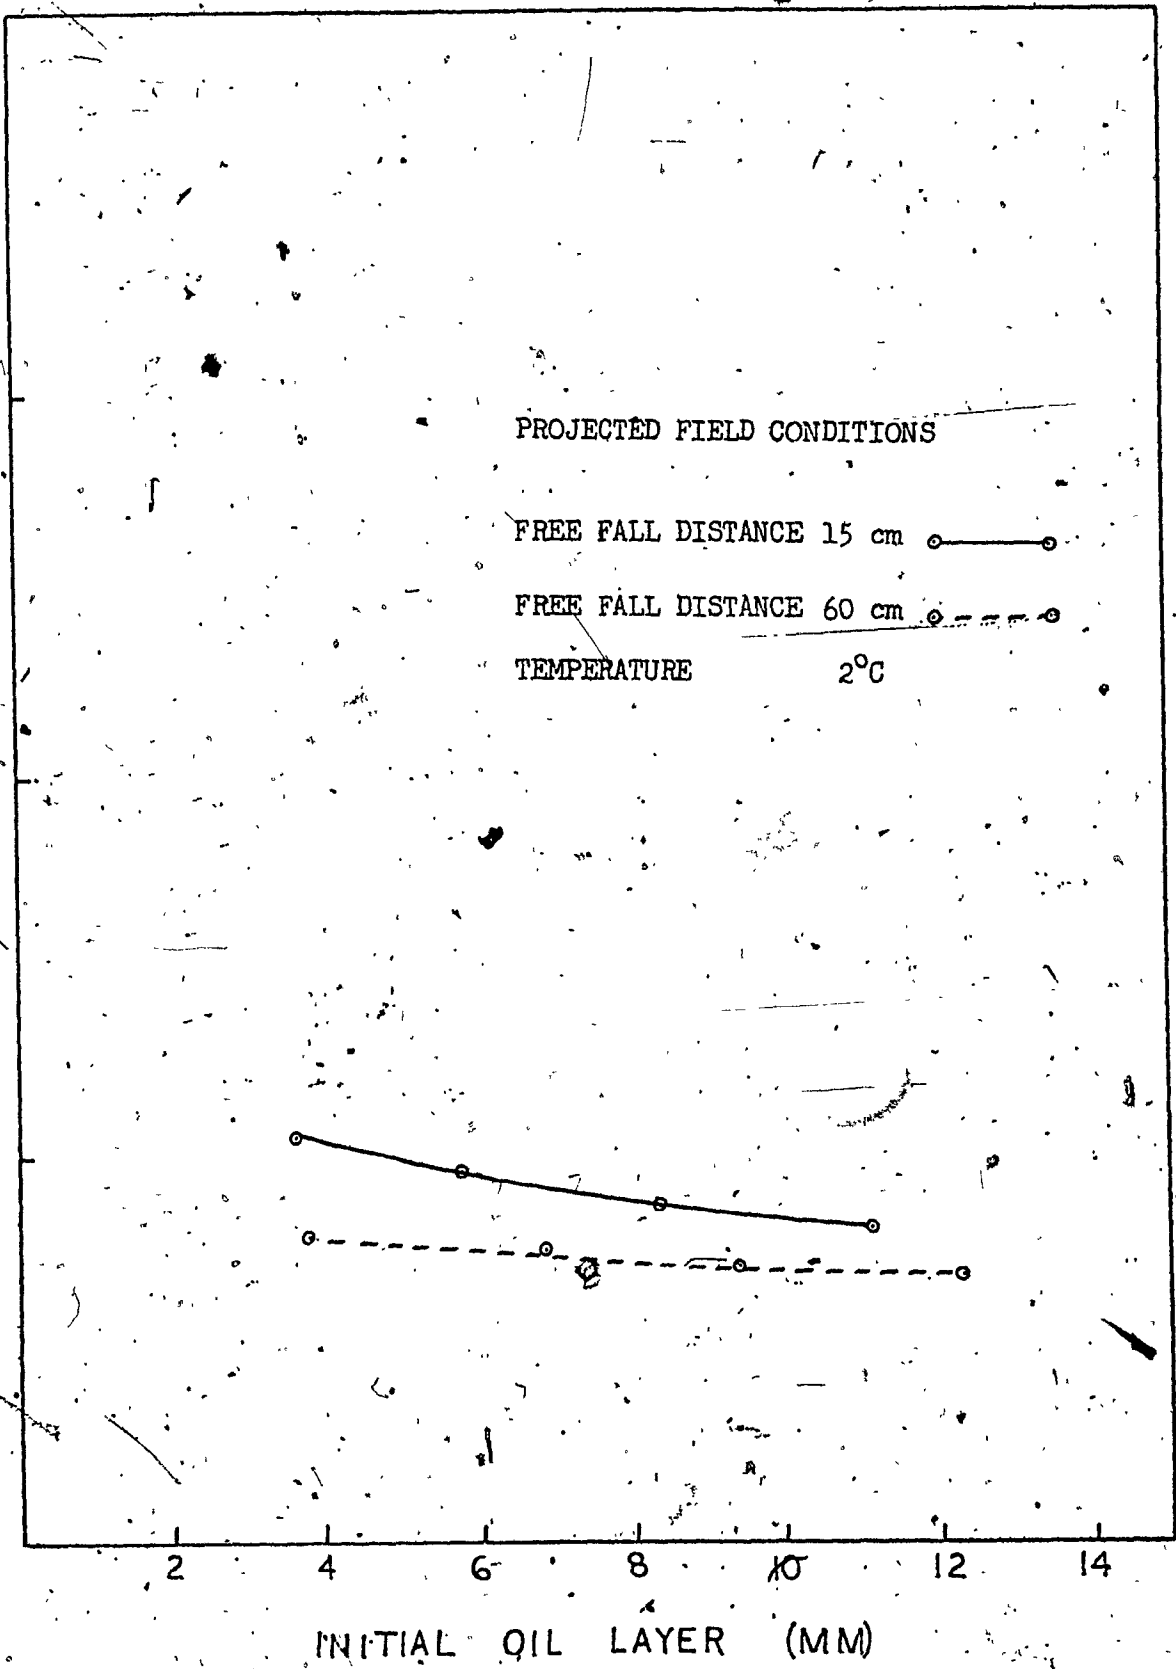 PROJECTED FIELD CONDITIONS
FREE FALL DISTANCE 15 cm
FREE FALL DISTANCE 60 cm
TEMPERATURE 2°C
2 4 6 8 10 12 14
INITIAL OIL LAYER (MM)